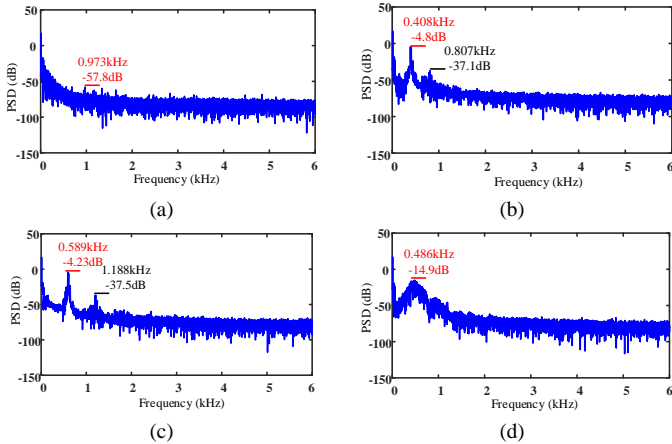 50
0
-50
-100
-150
PSD (dB)
0.973kHz
-57.8dB
0 1 2 3 4 5 6
Frequency (kHz)
(a)
50
0
-50
-100
-150
PSD (dB)
0.408kHz
-4.8dB
0.807kHz
-37.1dB
0 1 2 3 4 5 6
Frequency (kHz)
(b)
50
0
-50
-100
-150
PSD (dB)
0.589kHz
-4.23dB
1.188kHz
-37.5dB
0 1 2 3 4 5 6
Frequency (kHz)
(c)
50
0
-50
-100
-150
PSD (dB)
0.486kHz
-14.9dB
0 1 2 3 4 5 6
Frequency (kHz)
(d)